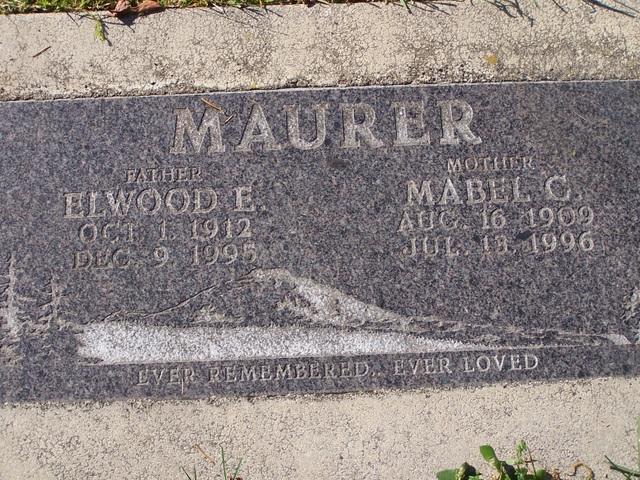 MAURER
FATHER
ELWOOD E.
OCT. 1 1912
DEC. 9 1995
MOTHER
MABEL C.
AUG. 16 1909
JUL. 13. 1996
EVER REMEMBERED.. EVER LOVED